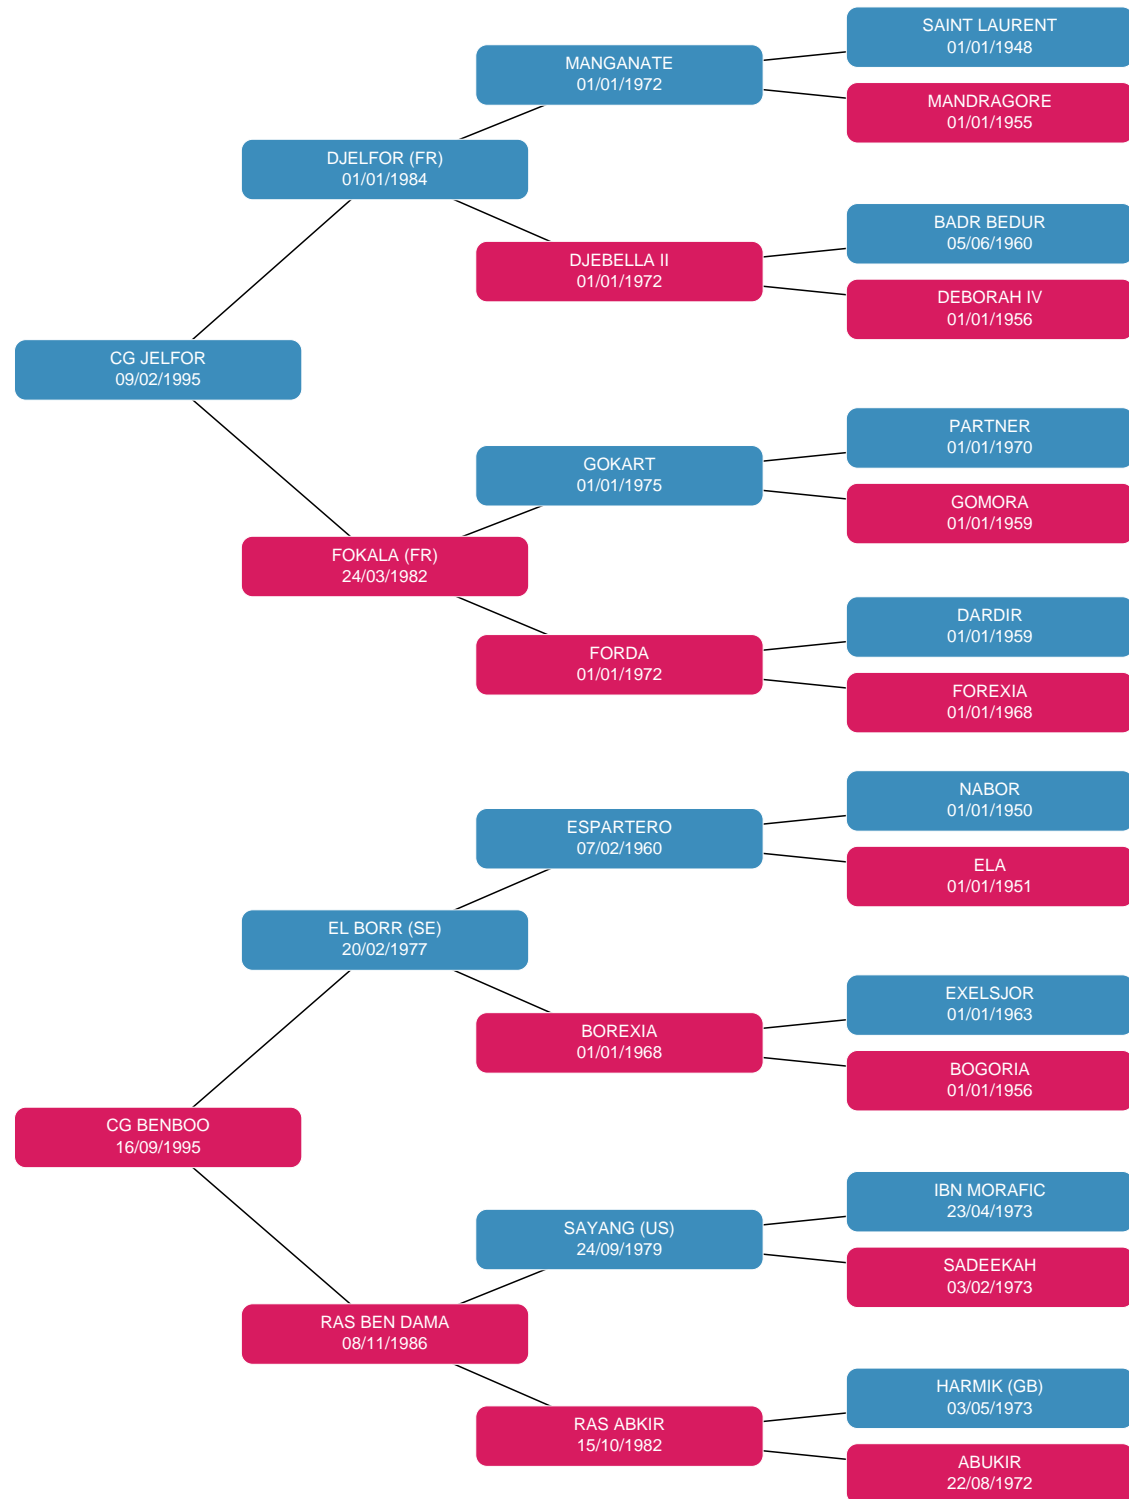 SAINT LAURENT
01/01/1948
MANGANATE
01/01/1972
MANDRAGORE
01/01/1955
DJELFOR (FR)
01/01/1984
BADR BEDUR
05/06/1960
DJEBELLA II
01/01/1972
DEBORAH IV
01/01/1956
CG JELFOR
09/02/1995
PARTNER
01/01/1970
GOKART
01/01/1975
GOMORA
01/01/1959
FOKALA (FR)
24/03/1982
DARDIR
01/01/1959
FORDA
01/01/1972
FOREXIA
01/01/1968
NABOR
01/01/1950
ESPARTERO
07/02/1960
ELA
01/01/1951
EL BORR (SE)
20/02/1977
EXELSJOR
01/01/1963
BOREXIA
01/01/1968
BOGORIA
01/01/1956
CG BENBOO
16/09/1995
IBN MORAFIC
23/04/1973
SAYANG (US)
24/09/1979
SADEEKAH
03/02/1973
RAS BEN DAMA
08/11/1986
HARMIK (GB)
03/05/1973
RAS ABKIR
15/10/1982
ABUKIR
22/08/1972